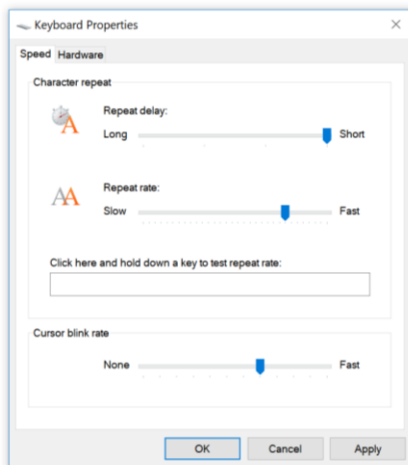 Keyboard Properties
Speed Hardware
Character repeat
Repeat delay:
Long Short
Repeat rate:
Slow Fast
Click here and hold down a key to test repeat rate:
Cursor blink rate
None Fast
OK Cancel Apply